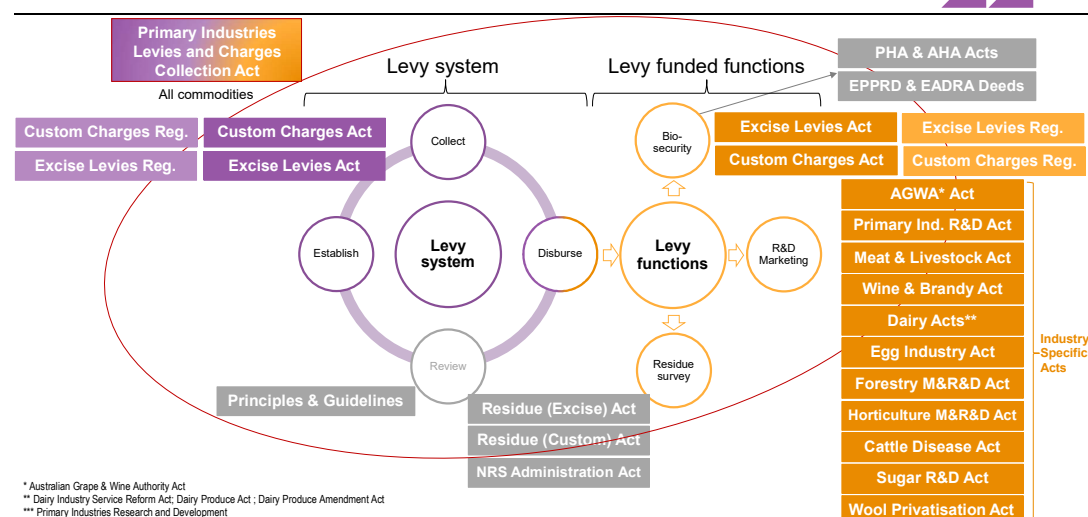 Primary Industries
Levies and Charges
Collection Act
All commodities
Levy system
Levy funded functions
PHA & AHA Acts
EPPRD & EADRA Deeds
Custom Charges Reg.
Custom Charges Act
Excise Levies Reg.
Excise Levies Act
Collect
Bio-
security
Excise Levies Act
Excise Levies Reg.
Custom Charges Act
Custom Charges Reg.
Establish
Levy
system
Disburse
Levy
functions
R&D
Marketing
Review
Residue
survey
AGWA* Act
Primary Ind. R&D Act
Meat & Livestock Act
Wine & Brandy Act
Dairy Acts**
Egg Industry Act
Forestry M&R&D Act
Horticulture M&R&D Act
Cattle Disease Act
Sugar R&D Act
Wool Privatisation Act
Industry
Specific
Acts
Principles & Guidelines
Residue (Excise) Act
Residue (Custom) Act
NRS Administration Act
* Australian Grape & Wine Authority Act
** Dairy Industry Service Reform Act; Dairy Produce Act ; Dairy Produce Amendment Act
*** Primary Industries Research and Development